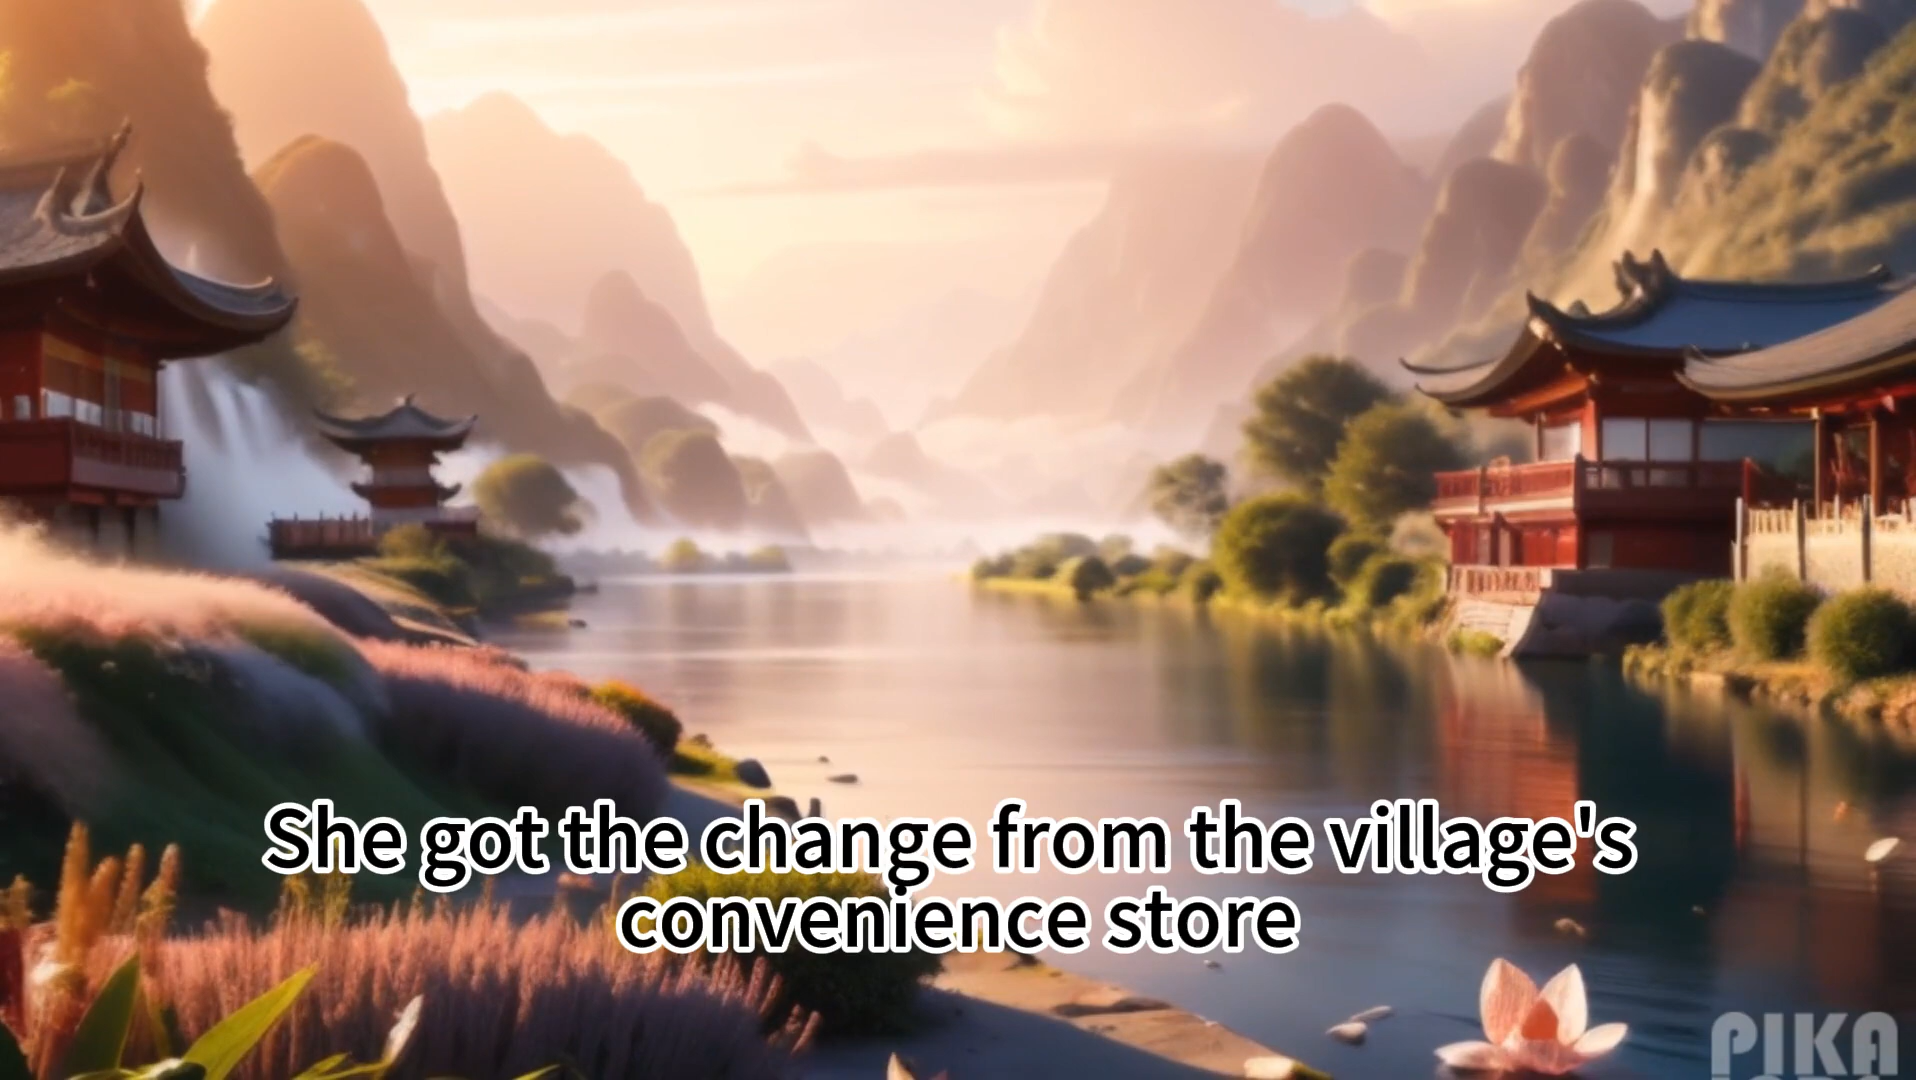 She got the change from the village's
convenience store
PIKA